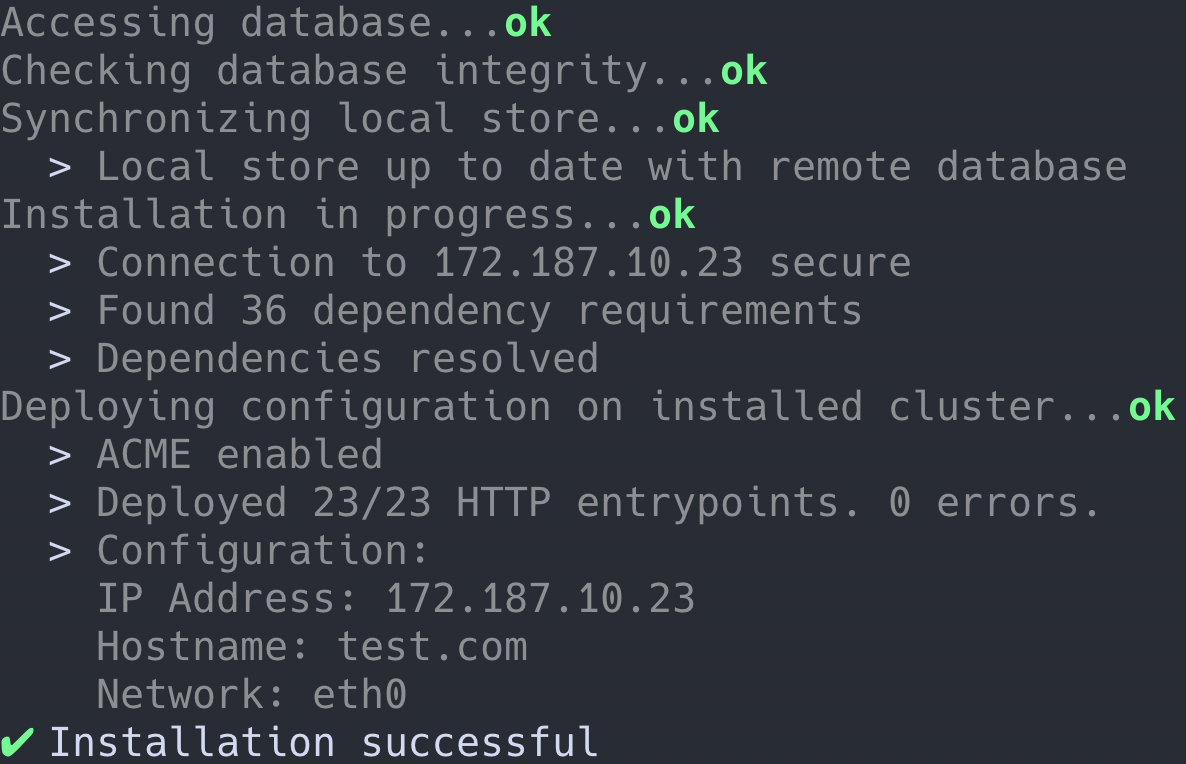 Accessing database...ok
Checking database integrity...ok
Synchronizing local store...ok
  > Local store up to date with remote database
Installation in progress...ok
  > Connection to 172.187.10.23 secure
  > Found 36 dependency requirements
  > Dependencies resolved
Deploying configuration on installed cluster...ok
  > ACME enabled
  > Deployed 23/23 HTTP entrypoints. 0 errors.
  > Configuration:
    IP Address: 172.187.10.23
    Hostname: test.com
    Network: eth0
✔ Installation successful